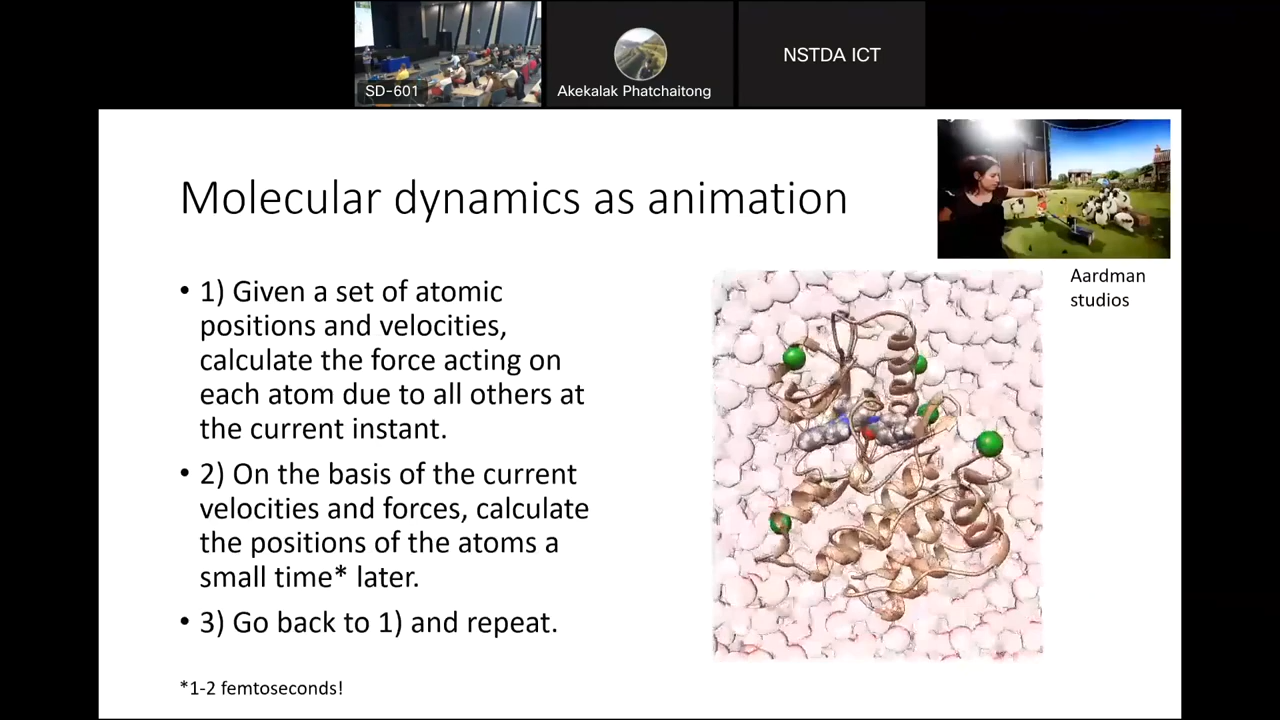 SD-601
Akekalak Phatchaitong
NSTDA ICT
Molecular dynamics as animation
Aardman
studios
• 1) Given a set of atomic
positions and velocities,
calculate the force acting on
each atom due to all others at
the current instant.
• 2) On the basis of the current
velocities and forces, calculate
the positions of the atoms a
small time* later.
• 3) Go back to 1) and repeat.
*1-2 femtoseconds!